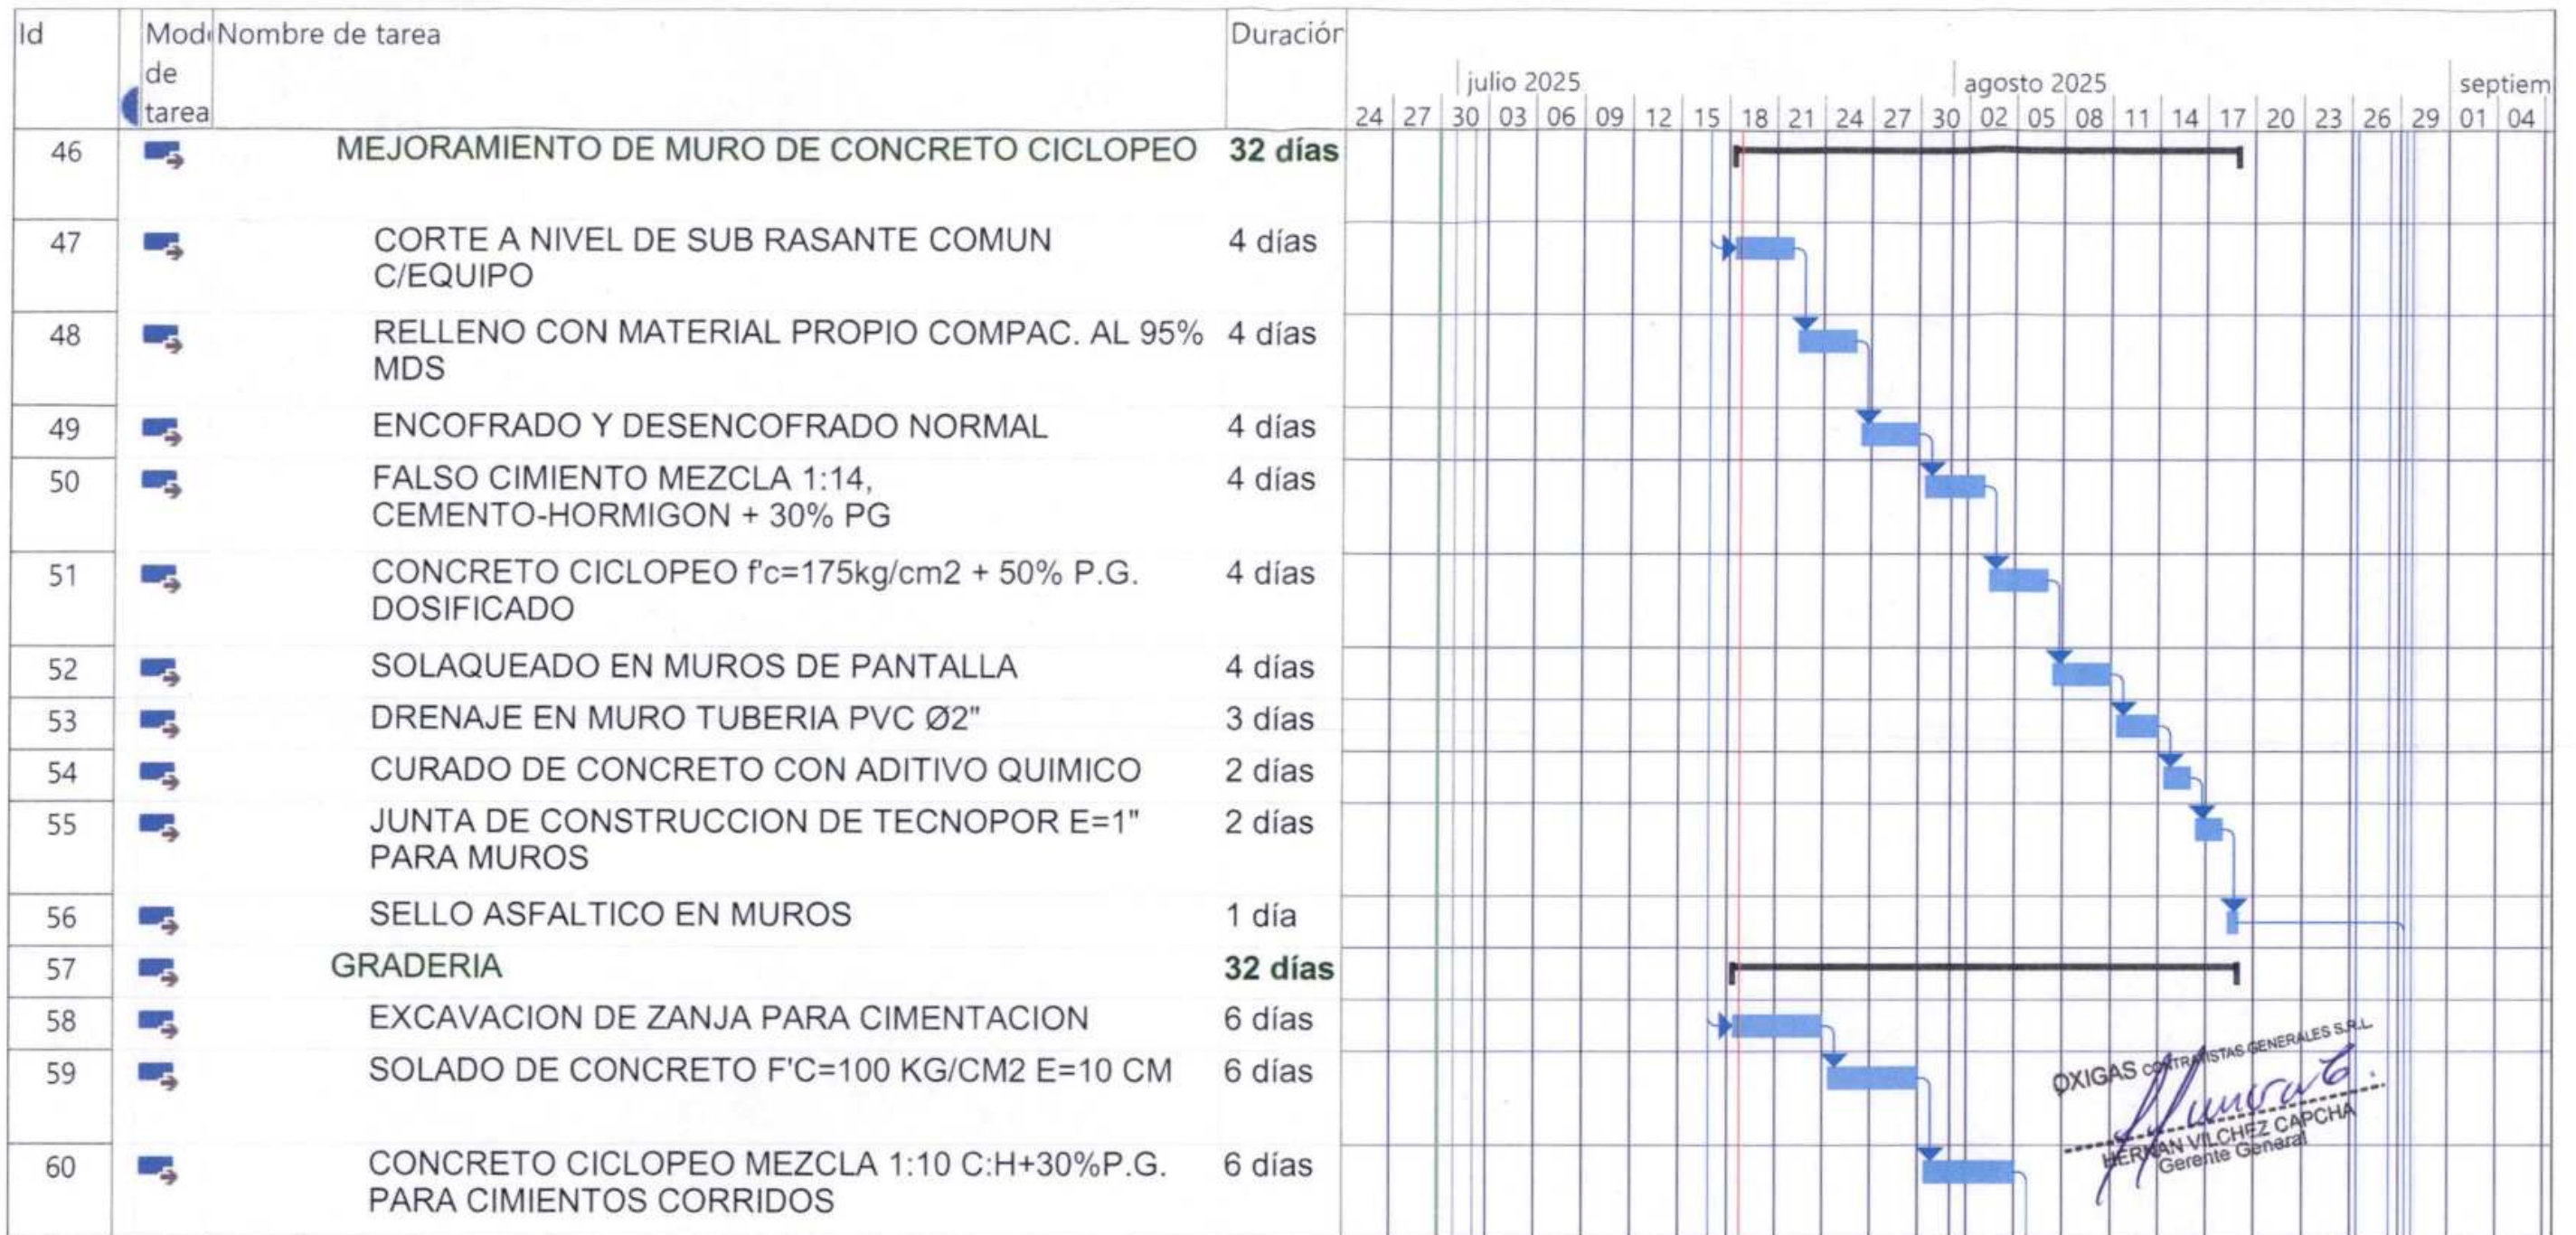 Id
Modo Nombre de tarea
de
tarea
Duración
julio 2025
agosto 2025
septiem
24 27 30 03 06 09 12 15 18 21 24 27 30 02 05 08 11 14 17 20 23 26 29 01 04
46 MEJORAMIENTO DE MURO DE CONCRETO CICLOPEO 32 días
47 CORTE A NIVEL DE SUB RASANTE COMUN 4 días
C/EQUIPO
48 RELLENO CON MATERIAL PROPIO COMPAC. AL 95% 4 días
MDS
49 ENCOFRADO Y DESENCOFRADO NORMAL 4 días
50 FALSO CIMIENTO MEZCLA 1:14, 4 días
CEMENTO-HORMIGON + 30% PG
51 CONCRETO CICLOPEO f'c=175kg/cm2 + 50% P.G. 4 días
DOSIFICADO
52 SOLAQUEADO EN MUROS DE PANTALLA 4 días
53 DRENAJE EN MURO TUBERIA PVC Ø2" 3 días
54 CURADO DE CONCRETO CON ADITIVO QUIMICO 2 días
55 JUNTA DE CONSTRUCCION DE TECNOPOR E=1" 2 días
PARA MUROS
56 SELLO ASFALTICO EN MUROS 1 día
57 GRADERIA 32 días
58 EXCAVACION DE ZANJA PARA CIMENTACION 6 días
59 SOLADO DE CONCRETO F'C=100 KG/CM2 E=10 CM 6 días
60 CONCRETO CICLOPEO MEZCLA 1:10 C:H+30%P.G. 6 días
PARA CIMIENTOS CORRIDOS
OXIGAS CONTRATISTAS GENERALES S.R.L.
HERNAN VILCHEZ CAPCHA
Gerente General